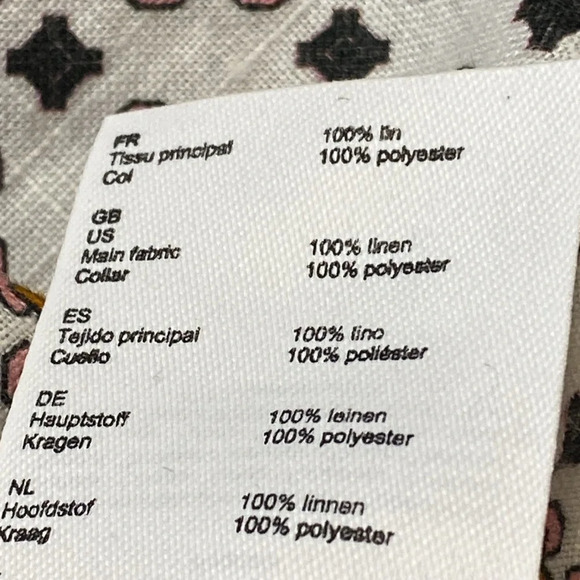 FR
Tissu principal 100% lin
Col 100% polyester
GB
US
Main fabric 100% linen
Collar 100% polyester
ES
Tejido principal 100% lino
Cuello 100% poliéster
DE
Hauptstoff 100% leinen
Kragen 100% polyester
NL
Hoofdstof 100% linnen
Kraag 100% polyester